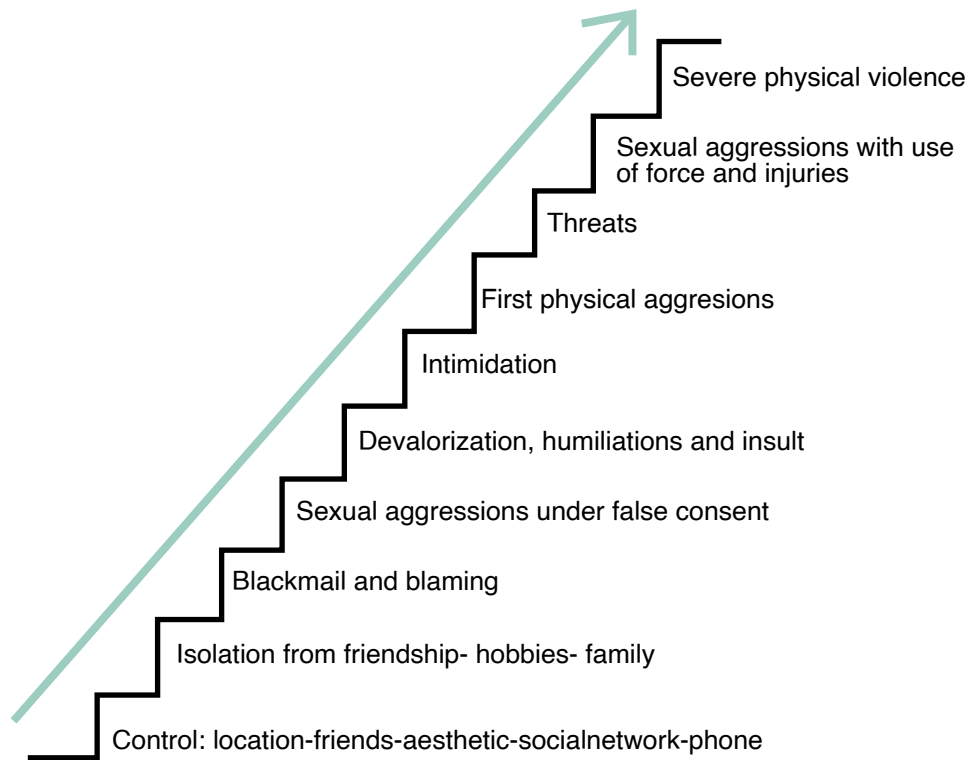 Severe physical violence
Sexual aggressions with use
of force and injuries
Threats
First physical aggresions
Intimidation
Devalorization, humiliations and insult
Sexual aggressions under false consent
Blackmail and blaming
Isolation from friendship- hobbies- family
Control: location-friends-aesthetic-socialnetwork-phone